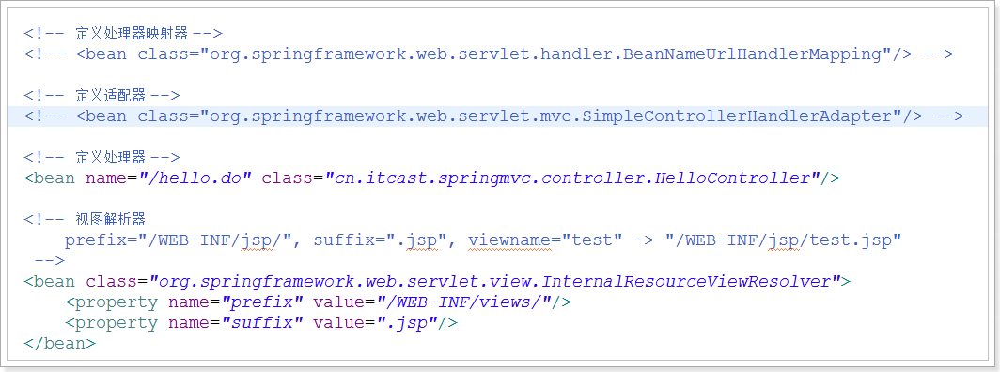 <!-- 定义处理器映射器 -->
<!-- <bean class="org.springframework.web.servlet.handler.BeanNameUrlHandlerMapping"/> -->
<!-- 定义适配器 -->
<!-- <bean class="org.springframework.web.servlet.mvc.SimpleControllerHandlerAdapter"/> -->
<!-- 定义处理器 -->
<bean name="/hello.do" class="cn.itcast.springmvc.controller.HelloController"/>
<!-- 视图解析器
prefix="/WEB-INF/jsp/", suffix=".jsp", viewname="test" -> "/WEB-INF/jsp/test.jsp"
-->
<bean class="org.springframework.web.servlet.view.InternalResourceViewResolver">
<property name="prefix" value="/WEB-INF/views/"/>
<property name="suffix" value=".jsp"/>
</bean>